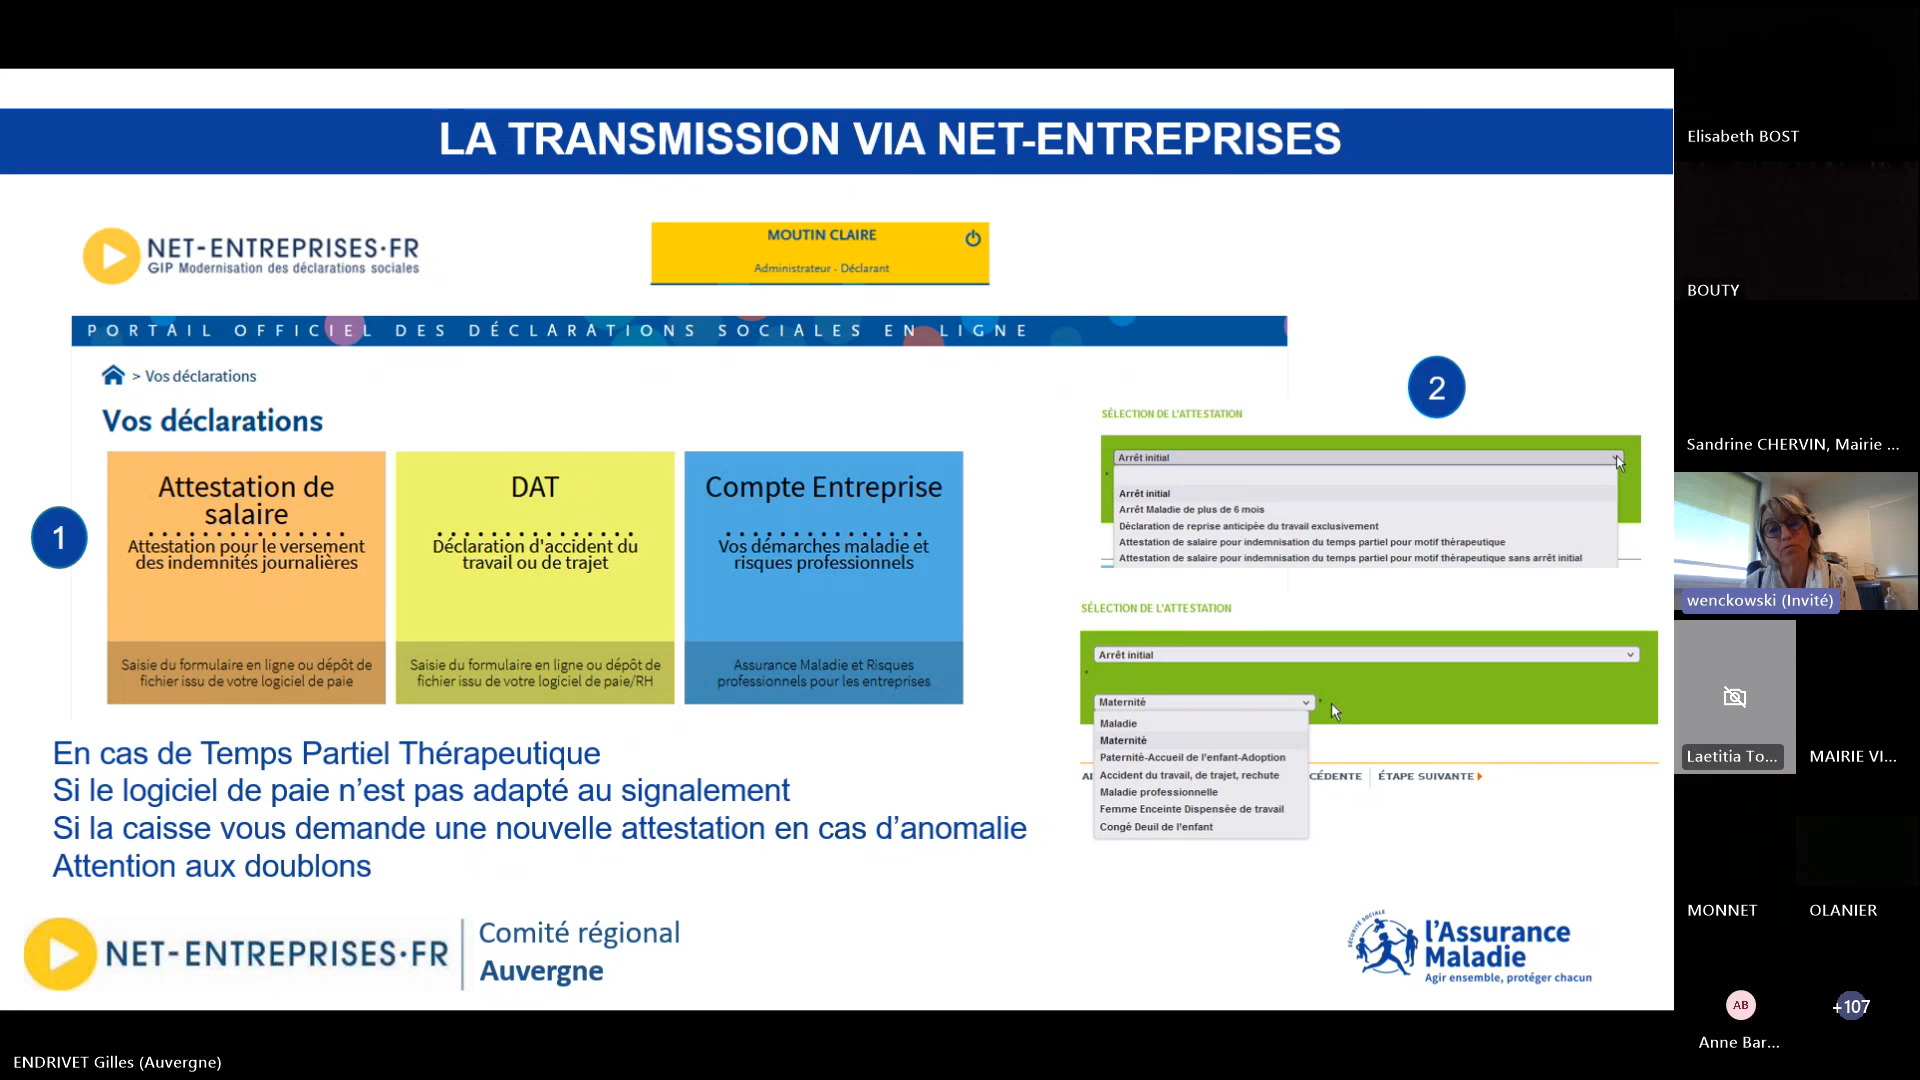 LA TRANSMISSION VIA NET-ENTREPRISES
NET-ENTREPRISES·FR
GIP Modernisation des déclarations sociales
MOUTIN CLAIRE
Administrateur - Déclarant
PORTAIL OFFICIEL DES DÉCLARATIONS SOCIALES EN LIGNE
> Vos déclarations
Vos déclarations
1
Attestation de
salaire
Attestation pour le versement
des indemnités journalières
Saisie du formulaire en ligne ou dépôt de
fichier issu de votre logiciel de paie
DAT
Déclaration d'accident du
travail ou de trajet
Saisie du formulaire en ligne ou dépôt de
fichier issu de votre logiciel de paie/RH
Compte Entreprise
Vos démarches maladie et
risques professionnels
Assurance Maladie et Risques
professionnels pour les entreprises
2
SÉLECTION DE L'ATTESTATION
Arrêt initial
Arrêt initial
Arrêt Maladie de plus de 6 mois
Déclaration de reprise anticipée du travail exclusivement
Attestation de salaire pour indemnisation du temps partiel pour motif thérapeutique
Attestation de salaire pour indemnisation du temps partiel pour motif thérapeutique sans arrêt initial
SÉLECTION DE L'ATTESTATION
Arrêt initial
Maternité
Maladie
Maternité
Paternité-Accueil de l'enfant-Adoption
Accident du travail, de trajet, rechute
Maladie professionnelle
Femme Enceinte Dispensée de travail
Congé Deuil de l'enfant
CÉDENTE
ÉTAPE SUIVANTE
En cas de Temps Partiel Thérapeutique
Si le logiciel de paie n'est pas adapté au signalement
Si la caisse vous demande une nouvelle attestation en cas d'anomalie
Attention aux doublons
NET-ENTREPRISES·FR
Comité régional
Auvergne
SÉCURITÉ SOCIALE
l'Assurance
Maladie
Agir ensemble, protéger chacun
ENDRIVET Gilles (Auvergne)
Elisabeth BOST
BOUTY
Sandrine CHERVIN, Mairie ...
wenckowski (Invité)
Laetitia To...
MAIRIE VI...
MONNET
OLANIER
AB
Anne Bar...
+107